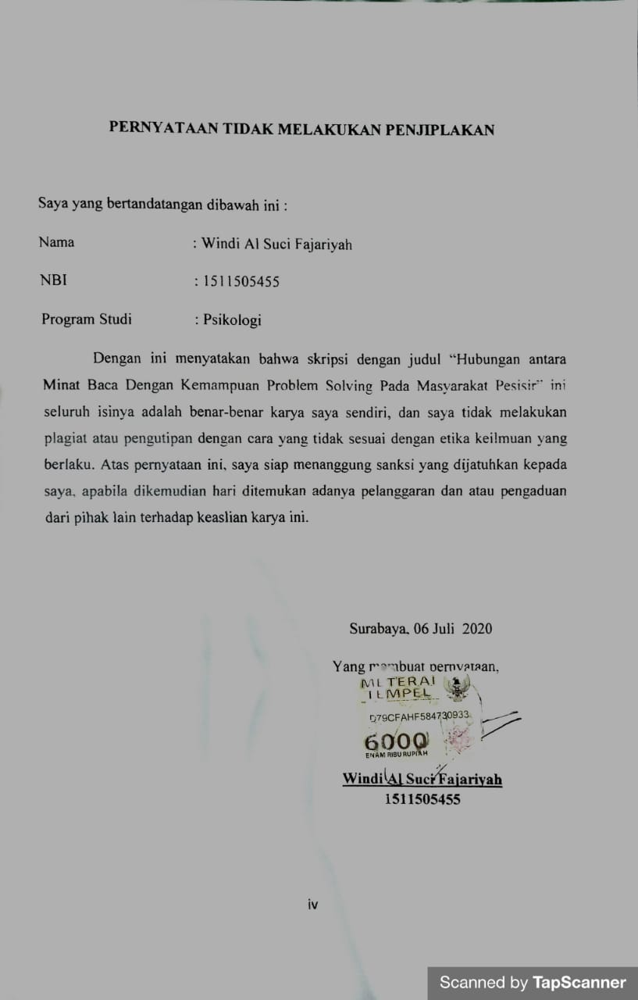 PERNYATAAN TIDAK MELAKUKAN PENJIPLAKAN
Saya yang bertandatangan dibawah ini :
Nama : Windi Al Suci Fajariyah
NBI : 1511505455
Program Studi : Psikologi
Dengan ini menyatakan bahwa skripsi dengan judul “Hubungan antara
Minat Baca Dengan Kemampuan Problem Solving Pada Masyarakat Pesisir” ini
seluruh isinya adalah benar-benar karya saya sendiri, dan saya tidak melakukan
plagiat atau pengutipan dengan cara yang tidak sesuai dengan etika keilmuan yang
berlaku. Atas pernyataan ini, saya siap menanggung sanksi yang dijatuhkan kepada
saya, apabila dikemudian hari ditemukan adanya pelanggaran dan atau pengaduan
dari pihak lain terhadap keaslian karya ini.
Surabaya, 06 Juli 2020
Yang membuat pernyataan,
METERAI
TEMPEL
D79CFAHF584730933
6000
ENAM RIBU RUPIAH
Windi Al Suci Fajariyah
1511505455
iv
Scanned by TapScanner